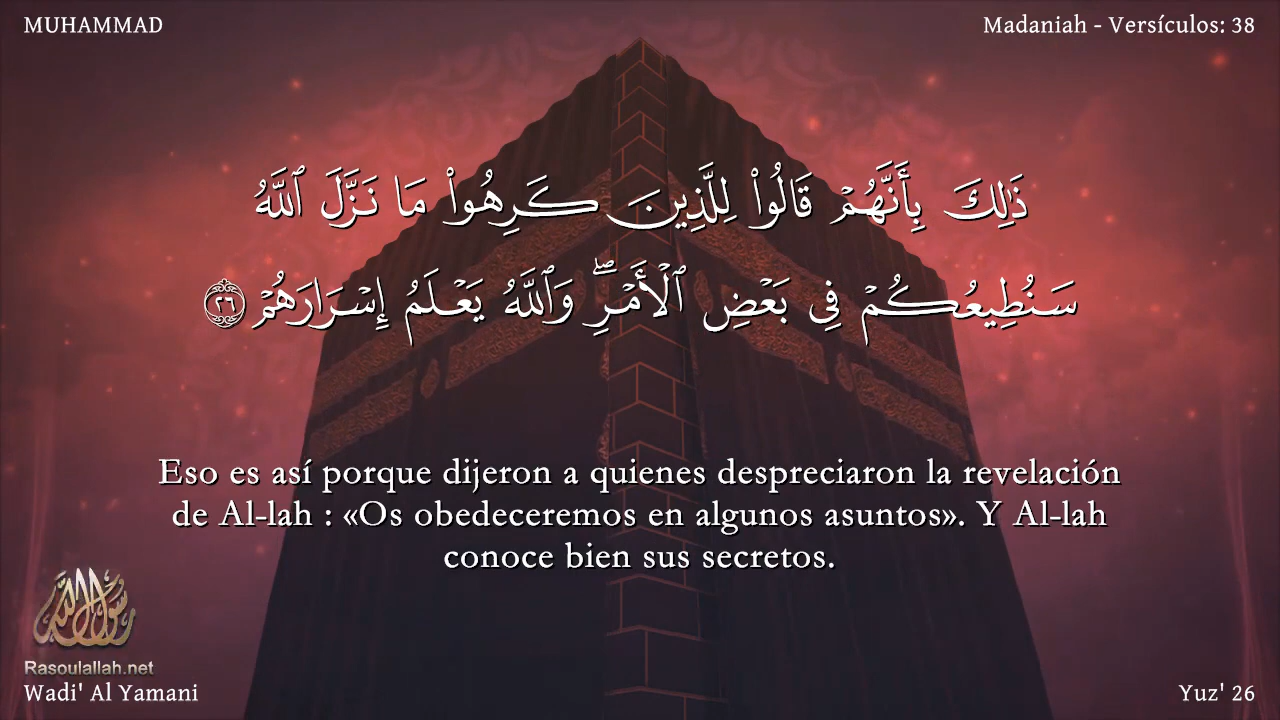 MUHAMMAD
Madaniah - Versículos: 38
ذَٰلِكَ بِأَنَّهُمْ قَالُوا۟ لِلَّذِينَ كَرِهُوا۟ مَا نَزَّلَ ٱللَّهُ
سَنُطِيعُكُمْ فِى بَعْضِ ٱلْأَمْرِ ۖ وَٱللَّهُ يَعْلَمُ إِسْرَارَهُمْ ٢٦
Eso es así porque dijeron a quienes despreciaron la revelación
de Al-lah : «Os obedeceremos en algunos asuntos». Y Al-lah
conoce bien sus secretos.
رسول الله
Rasoulallah.net
Wadi' Al Yamani
Yuz' 26